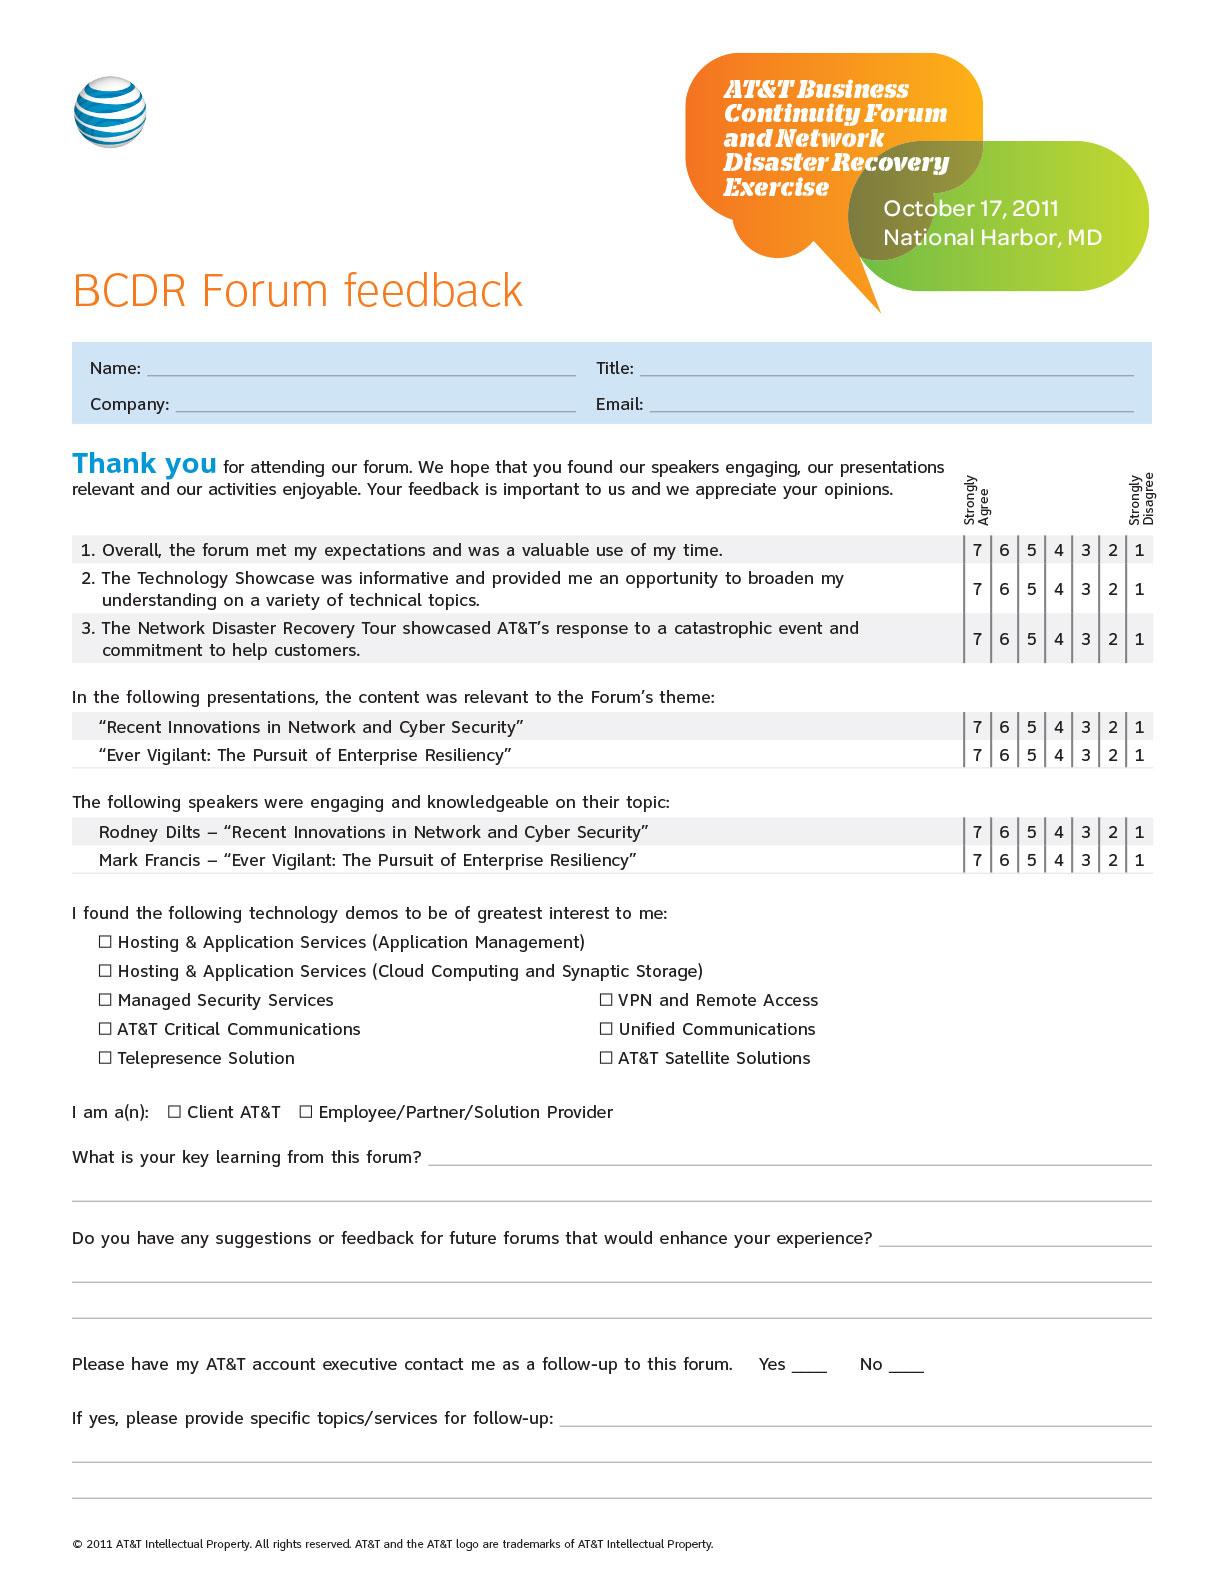 AT&T Business
Continuity Forum
and Network
Disaster Recovery
Exercise
October 17, 2011
National Harbor, MD
BCDR Forum feedback
Name: Title:
Company: Email:
Thank you for attending our forum. We hope that you found our speakers engaging, our presentations
relevant and our activities enjoyable. Your feedback is important to us and we appreciate your opinions.
Strongly
Agree
Strongly
Disagree
1. Overall, the forum met my expectations and was a valuable use of my time. 7 6 5 4 3 2 1
2. The Technology Showcase was informative and provided me an opportunity to broaden my
understanding on a variety of technical topics. 7 6 5 4 3 2 1
3. The Network Disaster Recovery Tour showcased AT&T’s response to a catastrophic event and
commitment to help customers. 7 6 5 4 3 2 1
In the following presentations, the content was relevant to the Forum’s theme:
“Recent Innovations in Network and Cyber Security” 7 6 5 4 3 2 1
“Ever Vigilant: The Pursuit of Enterprise Resiliency” 7 6 5 4 3 2 1
The following speakers were engaging and knowledgeable on their topic:
Rodney Dilts – “Recent Innovations in Network and Cyber Security” 7 6 5 4 3 2 1
Mark Francis – “Ever Vigilant: The Pursuit of Enterprise Resiliency” 7 6 5 4 3 2 1
I found the following technology demos to be of greatest interest to me:
☐ Hosting & Application Services (Application Management)
☐ Hosting & Application Services (Cloud Computing and Synaptic Storage)
☐ Managed Security Services ☐ VPN and Remote Access
☐ AT&T Critical Communications ☐ Unified Communications
☐ Telepresence Solution ☐ AT&T Satellite Solutions
I am a(n): ☐ Client AT&T ☐ Employee/Partner/Solution Provider
What is your key learning from this forum?
Do you have any suggestions or feedback for future forums that would enhance your experience?
Please have my AT&T account executive contact me as a follow-up to this forum. Yes ____ No ____
If yes, please provide specific topics/services for follow-up:
© 2011 AT&T Intellectual Property. All rights reserved. AT&T and the AT&T logo are trademarks of AT&T Intellectual Property.